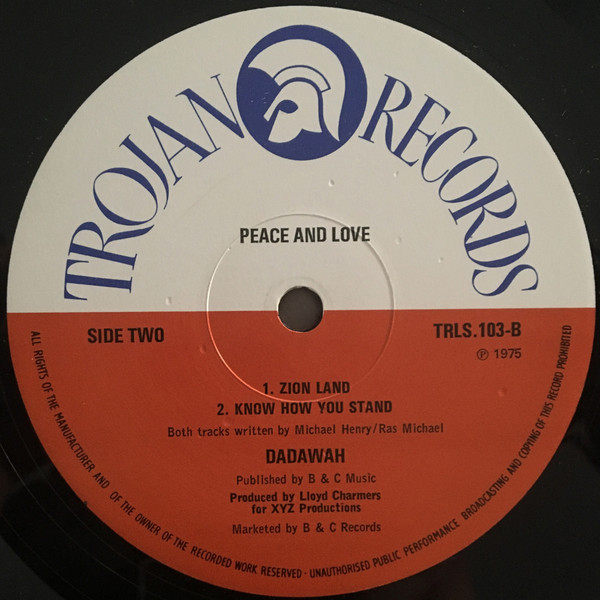 TROJAN RECORDS
PEACE AND LOVE
SIDE TWO
TRLS.103-B
Ⓟ 1975
1. ZION LAND
2. KNOW HOW YOU STAND
Both tracks written by Michael Henry/Ras Michael
DADAWAH
Published by B & C Music
Produced by Lloyd Charmers
for XYZ Productions
Marketed by B & C Records
ALL RIGHTS OF THE MANUFACTURER AND OF THE OWNER OF THE RECORDED WORK RESERVED · UNAUTHORISED PUBLIC PERFORMANCE BROADCASTING AND COPYING OF THIS RECORD PROHIBITED